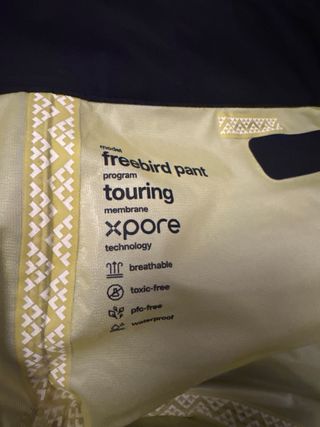 model
freebird pant
program
touring
membrane
xpore
technology
breathable
toxic-free
pfc-free
waterproof